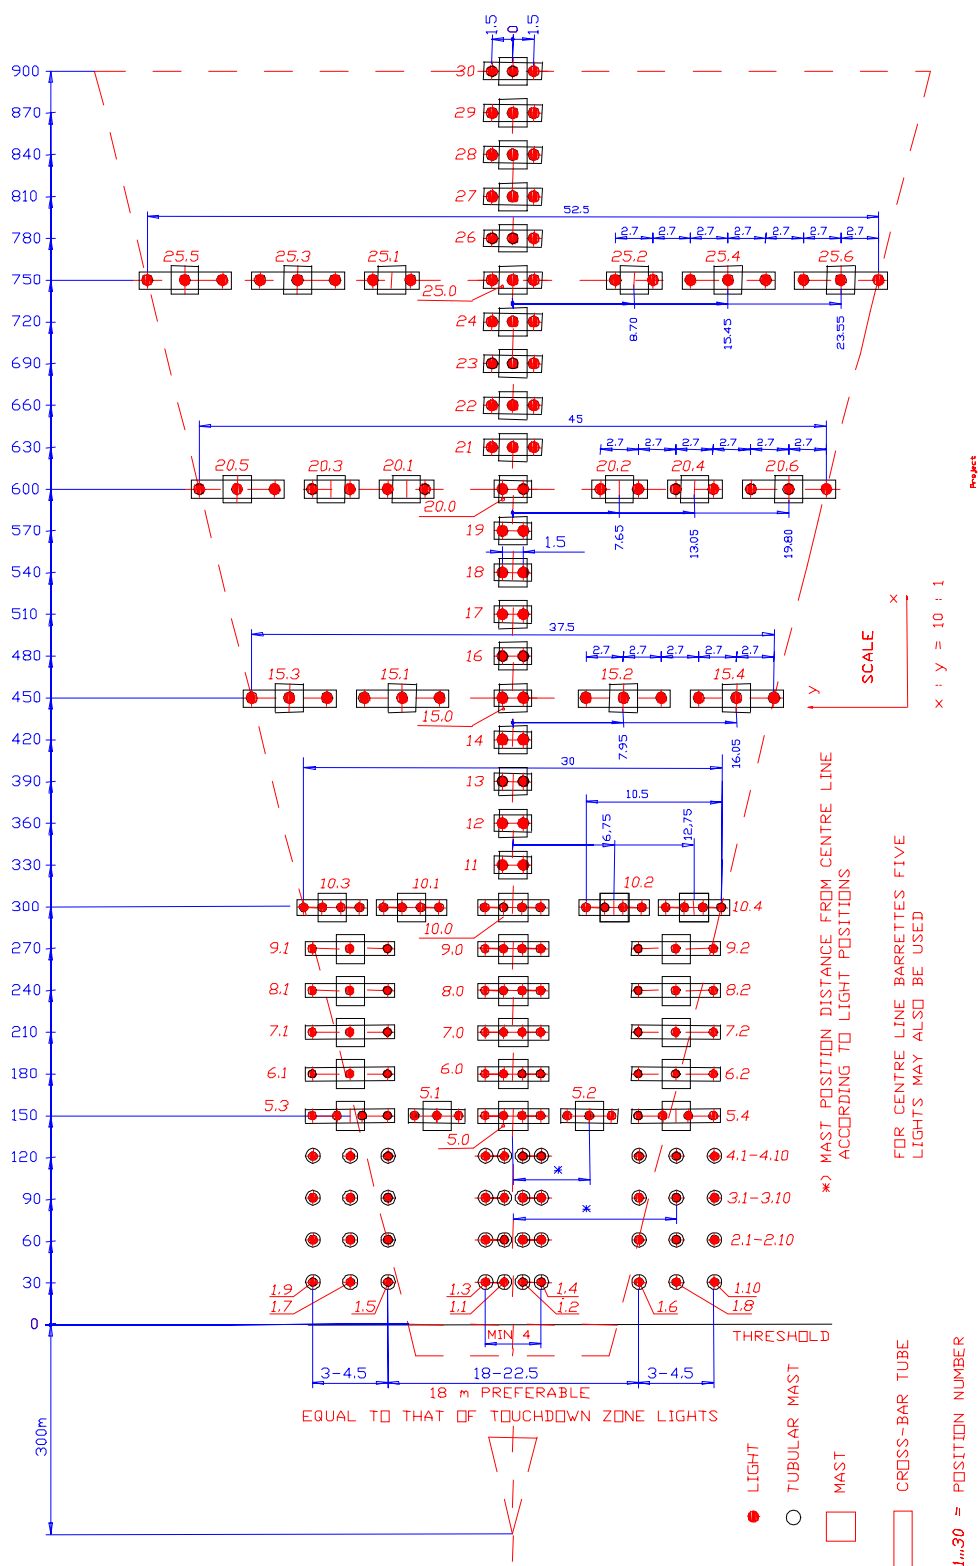 1.5 0 1.5
900 30
870 29
840 28
810 27
52.5
780 26 2.7 2.7 2.7 2.7 2.7 2.7 2.7
25.5 25.3 25.1 25.2 25.4 25.6
750 25.0
720 24 8.70 15.45 23.55
690 23
660 22
45
630 21 2.7 2.7 2.7 2.7 2.7 2.7
20.5 20.3 20.1 20.2 20.4 20.6
600 20.0
570 19 7.65 13.05 19.80
540 18 1.5
510 17
37.5
480 16 2.7 2.7 2.7 2.7 2.7
15.3 15.1 15.2 15.4
450 15.0
420 14 7.95 16.05
30
390 13
10.5
360 12 6.75 12.75
330 11
10.3 10.1 10.2
300 10.0 10.4
270 9.1 9.0 9.2
240 8.1 8.0 8.2
210 7.1 7.0 7.2
180 6.1 6.0 6.2
5.3 5.1 5.2
150 5.0 5.4
120 4.1-4.10
*
90 3.1-3.10
*
60 2.1-2.10
30 1.9 1.3 1.4 1.10
1.7 1.5 1.1 1.2 1.6 1.8
0 MIN 4 THRESHOLD
3-4.5 18-22.5 3-4.5
18 m PREFERABLE
EQUAL TO THAT OF TOUCHDOWN ZONE LIGHTS
300m
Project
SCALE
x
y
x : y = 10 : 1
*) MAST POSITION DISTANCE FROM CENTRE LINE
ACCORDING TO LIGHT POSITIONS
FOR CENTRE LINE BARRETTES FIVE
LIGHTS MAY ALSO BE USED
LIGHT
TUBULAR MAST
MAST
CROSS-BAR TUBE
1...30 = POSITION NUMBER